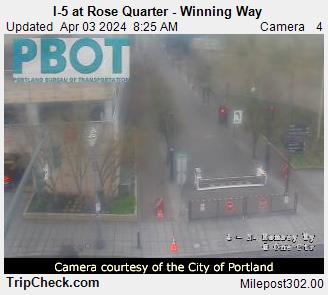 I-5 at Rose Quarter - Winning Way
Updated Apr 03 2024 8:25 AM Camera 4
PBOT
PORTLAND BUREAU OF TRANSPORTATION
Camera courtesy of the City of Portland
TripCheck.com Milepost302.00